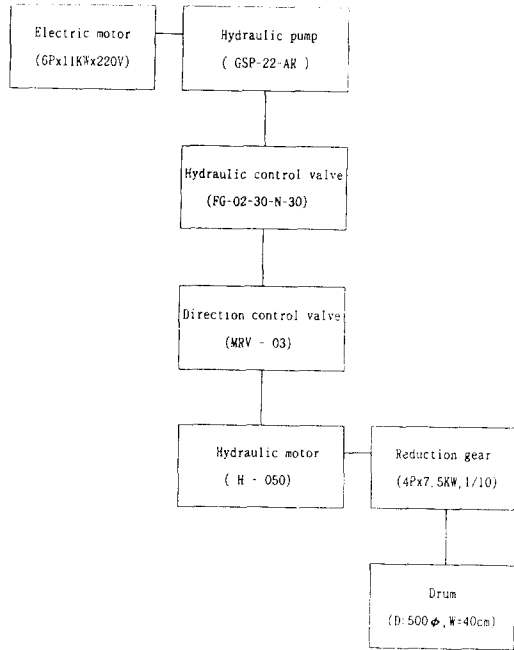 Electric motor
(6Px11KWx220V)
Hydraulic pump
( GSP-22-AR )
Hydraulic control valve
(FG-02-30-N-30)
Direction control valve
(MRV - 03)
Hydraulic motor
( H - 050)
Reduction gear
(4Px7.5KW,1/10)
Drum
(D:500φ,W=40cm)